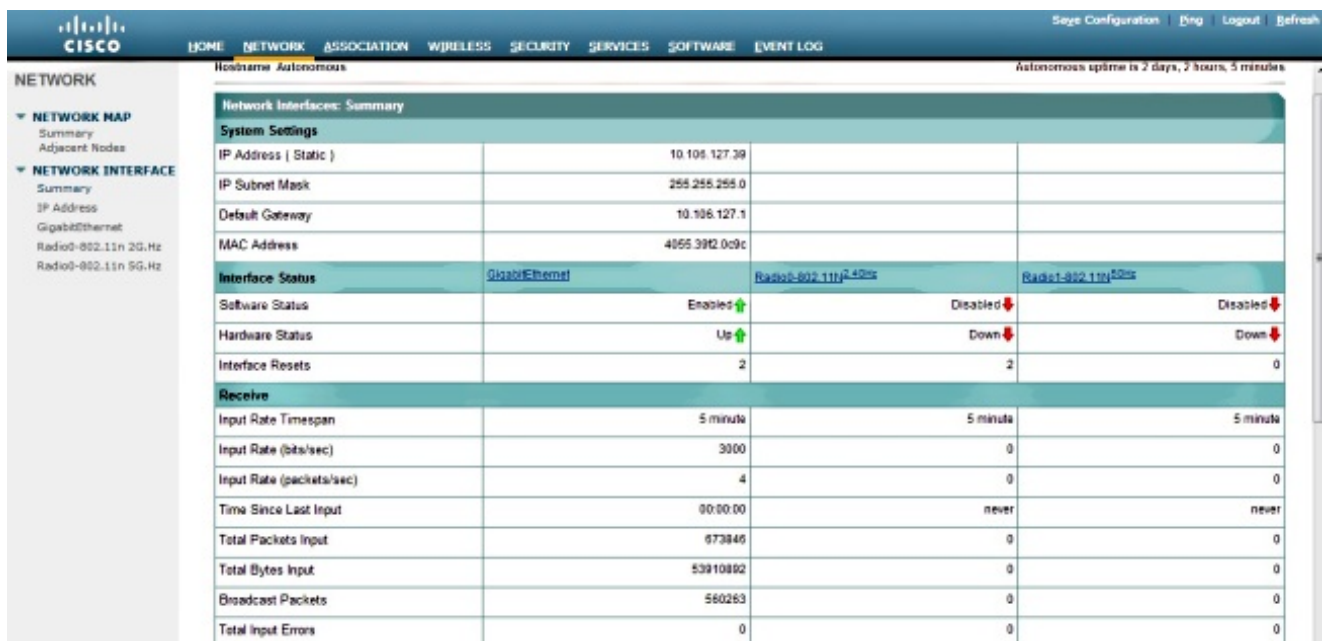 Save Configuration | Ping | Logout | Refresh
CISCO
HOME NETWORK ASSOCIATION WIRELESS SECURITY SERVICES SOFTWARE EVENT LOG
Hostname Autonomous
Autonomous uptime is 2 days, 2 hours, 5 minutes
NETWORK
NETWORK MAP
Summary
Adjacent Nodes
NETWORK INTERFACE
Summary
IP Address
GigabitEthernet
Radio0-802.11n 2G.Hz
Radio0-802.11n 5G.Hz
Network Interfaces: Summary
System Settings
IP Address ( Static ) 10.106.127.39
IP Subnet Mask 255.255.255.0
Default Gateway 10.106.127.1
MAC Address 4055.39f2.0c9c
Interface Status GigabitEthernet Radio0-802.11N2.4GHz Radio1-802.11N5GHz
Software Status Enabled Disabled Disabled
Hardware Status Up Down Down
Interface Resets 2 2 0
Receive
Input Rate Timespan 5 minute 5 minute 5 minute
Input Rate (bits/sec) 3000 0 0
Input Rate (packets/sec) 4 0 0
Time Since Last Input 00:00:00 never never
Total Packets Input 673846 0 0
Total Bytes Input 53910892 0 0
Broadcast Packets 560263 0 0
Total Input Errors 0 0 0